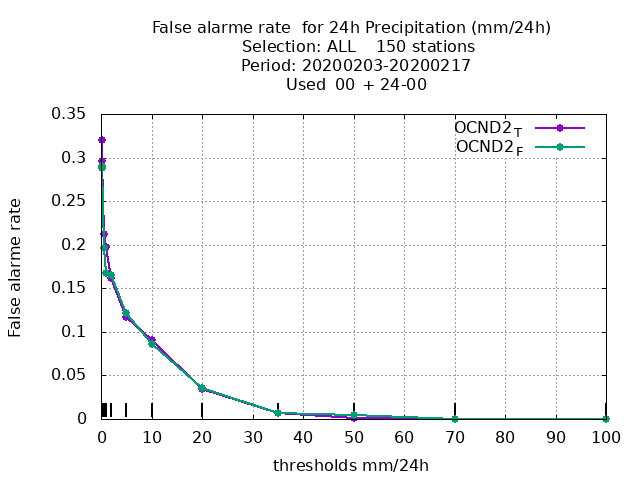 False alarme rate  for 24h Precipitation (mm/24h)
Selection: ALL    150 stations
Period: 20200203-20200217
Used  00 + 24-00
OCND2T
OCND2F
False alarme rate
0.35
0.3
0.25
0.2
0.15
0.1
0.05
0
0 10 20 30 40 50 60 70 80 90 100
thresholds mm/24h